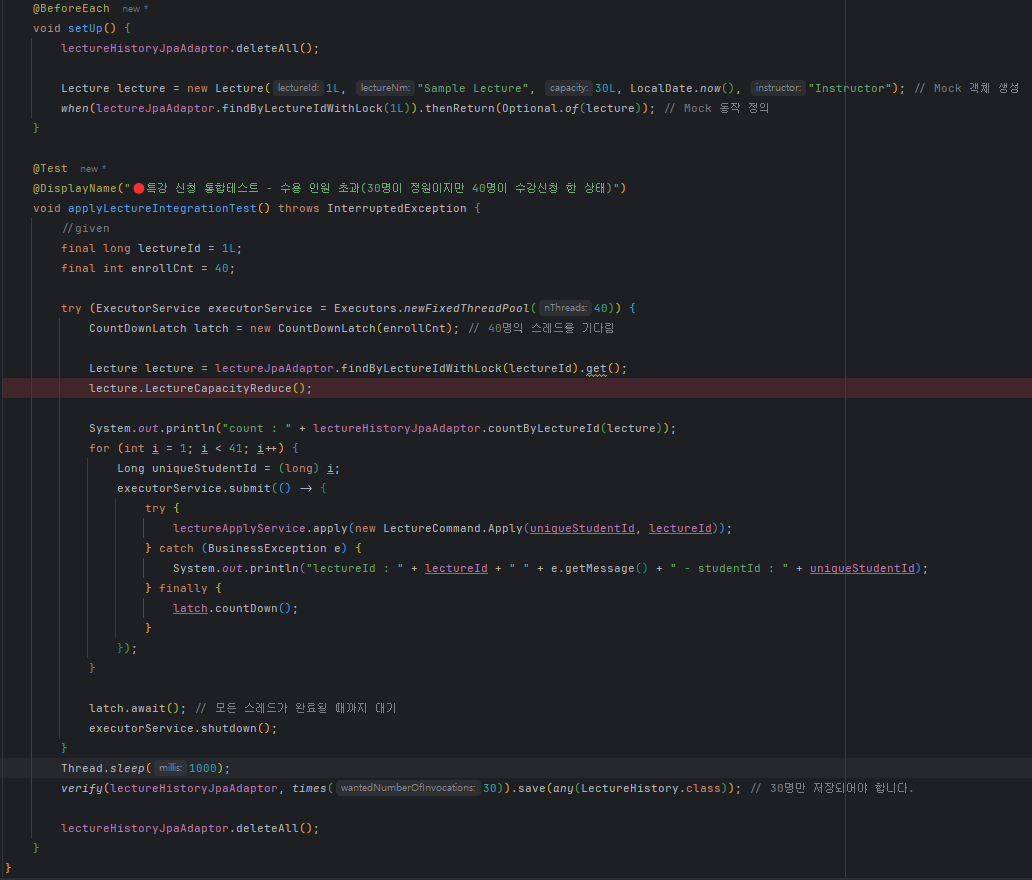 @BeforeEach new *
void setUp() {
lectureHistoryJpaAdaptor.deleteAll();
Lecture lecture = new Lecture( lectureId: 1L, lectureNm: "Sample Lecture", capacity: 30L, LocalDate.now(), instructor: "Instructor"); // Mock 객체 생성
when(lectureJpaAdaptor.findByLectureIdWithLock(1L)).thenReturn(Optional.of(lecture)); // Mock 동작 정의
}
@Test new *
@DisplayName("🔴특강 신청 통합테스트 - 수용 인원 초과(30명이 정원이지만 40명이 수강신청 한 상태)")
void applyLectureIntegrationTest() throws InterruptedException {
//given
final long lectureId = 1L;
final int enrollCnt = 40;
try (ExecutorService executorService = Executors.newFixedThreadPool( nThreads: 40)) {
CountDownLatch latch = new CountDownLatch(enrollCnt); // 40명의 스레드를 기다림
Lecture lecture = lectureJpaAdaptor.findByLectureIdWithLock(lectureId).get();
lecture.LectureCapacityReduce();
System.out.println("count : " + lectureHistoryJpaAdaptor.countByLectureId(lecture));
for (int i = 1; i < 41; i++) {
Long uniqueStudentId = (long) i;
executorService.submit(() -> {
try {
lectureApplyService.apply(new LectureCommand.Apply(uniqueStudentId, lectureId));
} catch (BusinessException e) {
System.out.println("lectureId : " + lectureId + " " + e.getMessage() + " - studentId : " + uniqueStudentId);
} finally {
latch.countDown();
}
});
}
latch.await(); // 모든 스레드가 완료될 때까지 대기
executorService.shutdown();
}
Thread.sleep( millis: 1000);
verify(lectureHistoryJpaAdaptor, times( wantedNumberOfInvocations: 30)).save(any(LectureHistory.class)); // 30명만 저장되어야 합니다.
lectureHistoryJpaAdaptor.deleteAll();
}
}